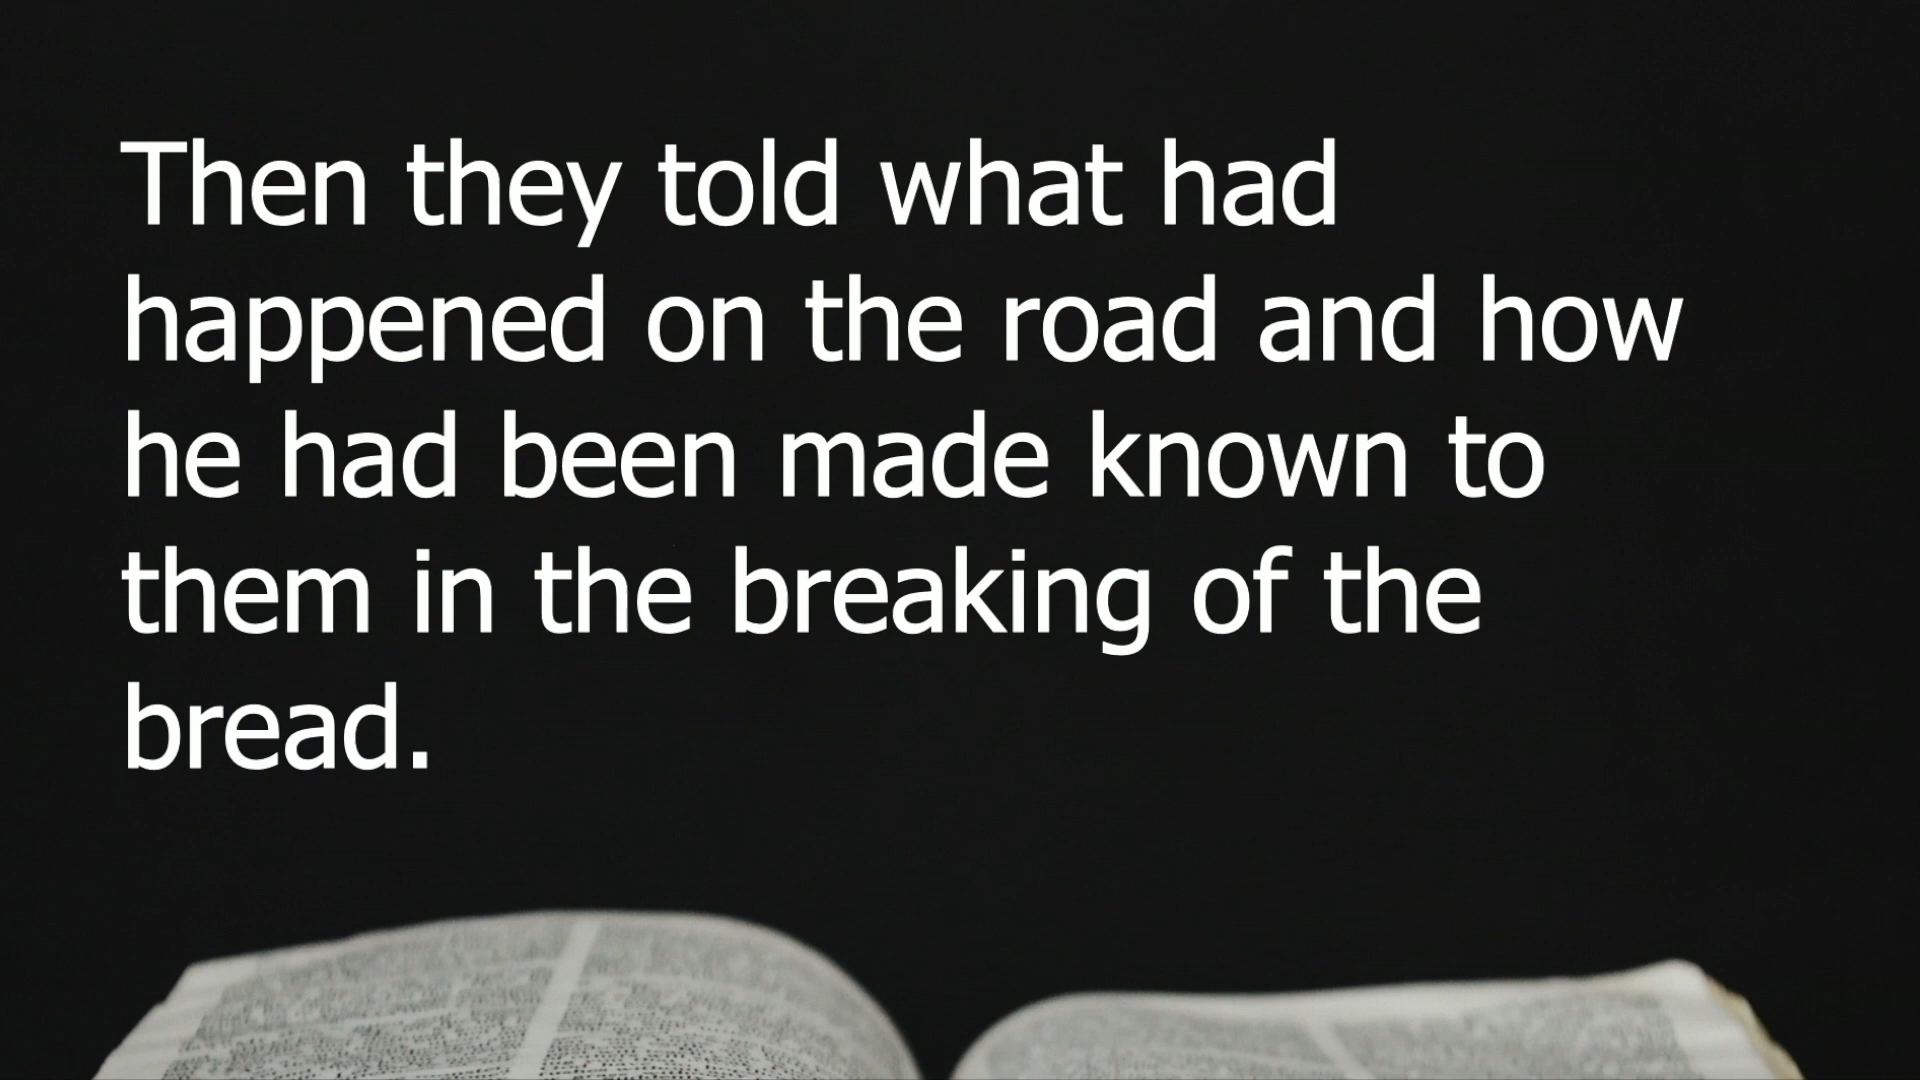 Then they told what had
happened on the road and how
he had been made known to
them in the breaking of the
bread.